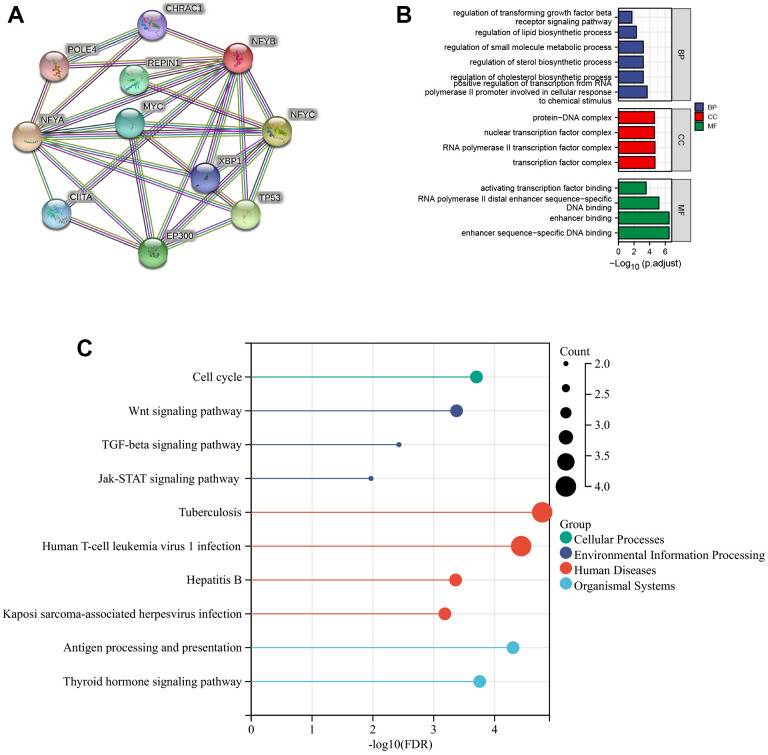 A
CHRAC1
NFYB
POLE4
REPIN1
MYC
NFYC
NFYA
XBP1
CIITA
TP53
EP300
B
regulation of transforming growth factor beta
receptor signaling pathway
regulation of lipid biosynthetic process
regulation of small molecule metabolic process
regulation of sterol biosynthetic process
regulation of cholesterol biosynthetic process
positive regulation of transcription from RNA
polymerase II promoter involved in cellular response
to chemical stimulus
BP
protein−DNA complex
nuclear transcription factor complex
RNA polymerase II transcription factor complex
transcription factor complex
CC
activating transcription factor binding
RNA polymerase II distal enhancer sequence−specific
DNA binding
enhancer binding
enhancer sequence−specific DNA binding
MF
0 2 4 6
−Log10 (p.adjust)
BP
CC
MF
C
Cell cycle
Wnt signaling pathway
TGF-beta signaling pathway
Jak-STAT signaling pathway
Tuberculosis
Human T-cell leukemia virus 1 infection
Hepatitis B
Kaposi sarcoma-associated herpesvirus infection
Antigen processing and presentation
Thyroid hormone signaling pathway
0 1 2 3 4
-log10(FDR)
Count
2.0
2.5
3.0
3.5
4.0
Group
Cellular Processes
Environmental Information Processing
Human Diseases
Organismal Systems